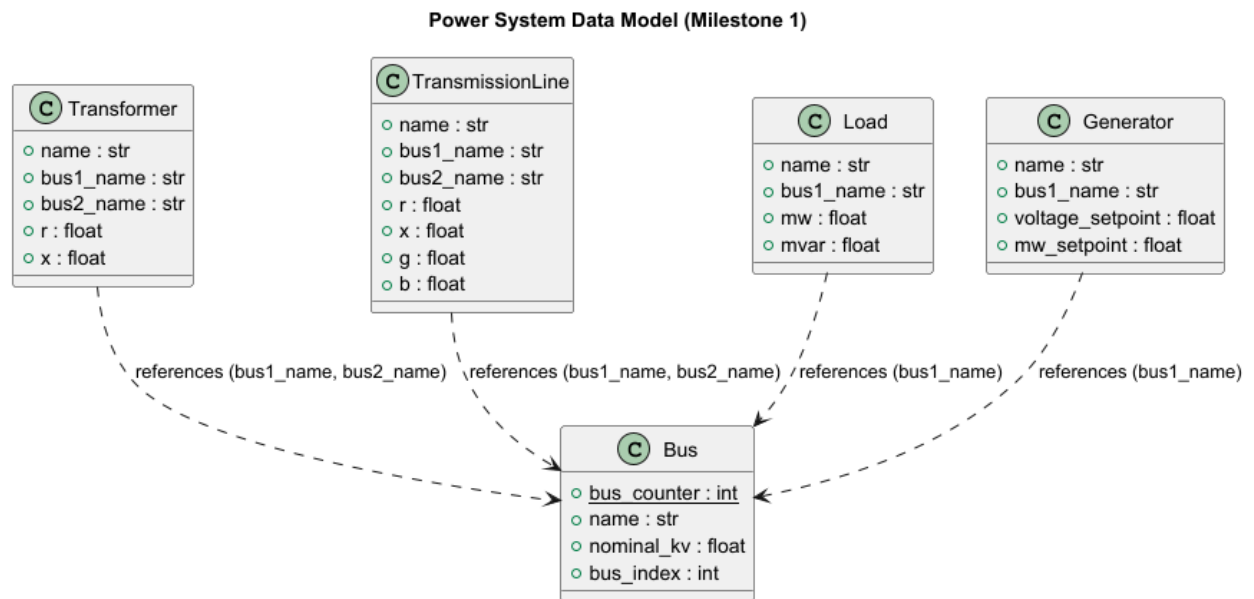 Power System Data Model (Milestone 1)
C Transformer
name : str
bus1_name : str
bus2_name : str
r : float
x : float
C TransmissionLine
name : str
bus1_name : str
bus2_name : str
r : float
x : float
g : float
b : float
C Load
name : str
bus1_name : str
mw : float
mvar : float
C Generator
name : str
bus1_name : str
voltage_setpoint : float
mw_setpoint : float
references (bus1_name, bus2_name)
references (bus1_name, bus2_name)
references (bus1_name)
references (bus1_name)
C Bus
bus_counter : int
name : str
nominal_kv : float
bus_index : int